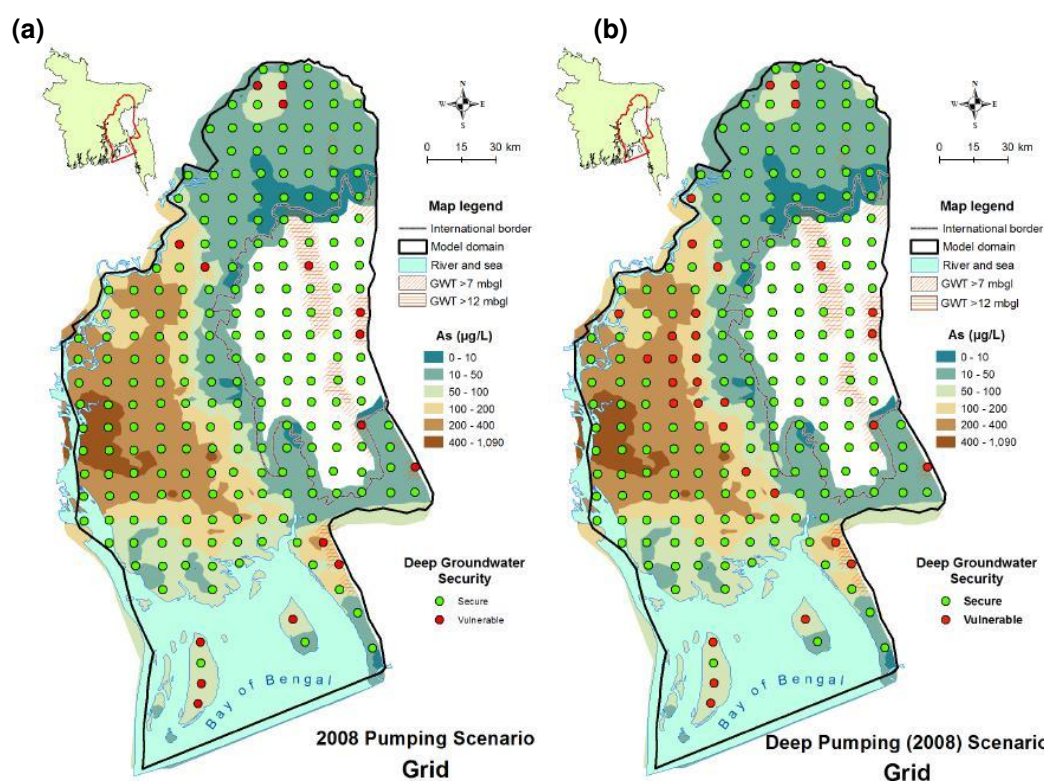 (a)
N
W E
S
0 15 30 km
Map legend
International border
Model domain
River and sea
GWT >7 mbgl
GWT >12 mbgl
As (µg/L)
0 - 10
10 - 50
50 - 100
100 - 200
200 - 400
400 - 1,090
Deep Groundwater
Security
Secure
Vulnerable
Bay of Bengal
2008 Pumping Scenario
Grid
(b)
N
W E
S
0 15 30 km
Map legend
International border
Model domain
River and sea
GWT >7 mbgl
GWT >12 mbgl
As (µg/L)
0 - 10
10 - 50
50 - 100
100 - 200
200 - 400
400 - 1,090
Deep Groundwater
Security
Secure
Vulnerable
Bay of Bengal
Deep Pumping (2008) Scenario
Grid